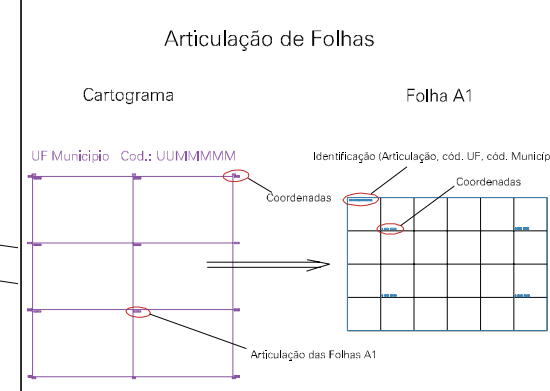 Articulação de Folhas
Cartograma
Folha A1
UF Municipio Cod.: UUMMMMM
Identificação (Articulação, cód. UF, cód. Municíp
Coordenadas
Coordenadas
Articulação das Folhas A1